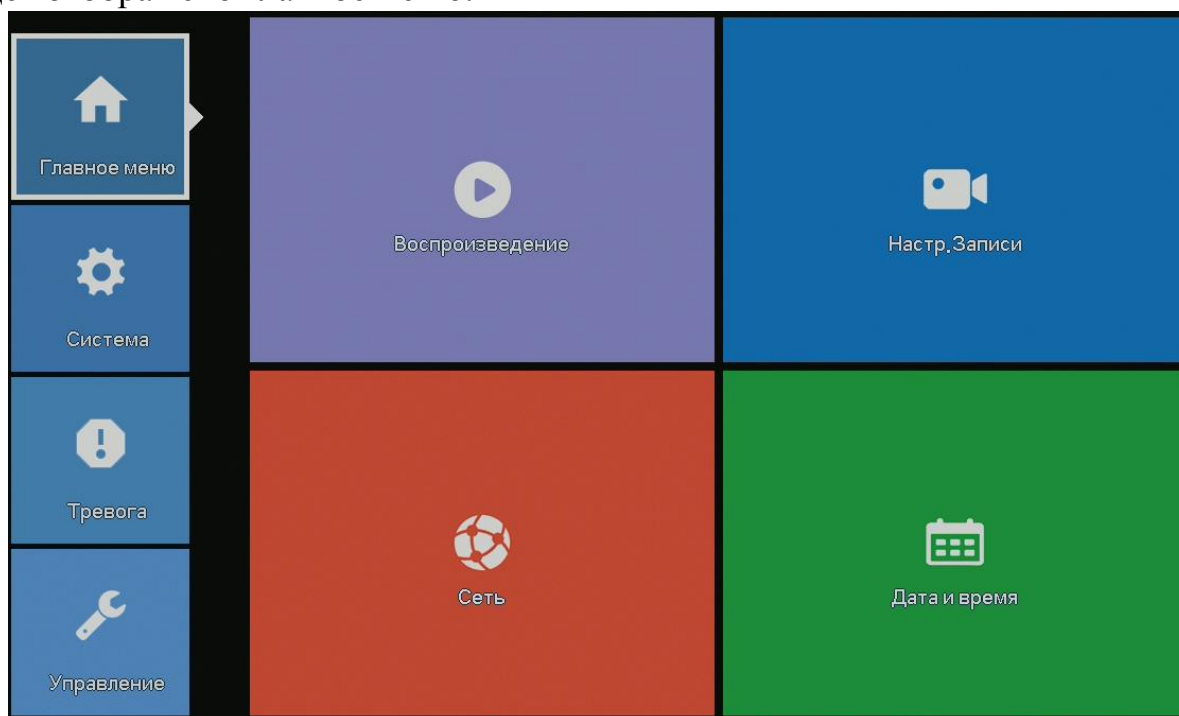 Главное меню
Система
Тревога
Управление
Воспроизведение
Настр.Записи
Сеть
Дата и время